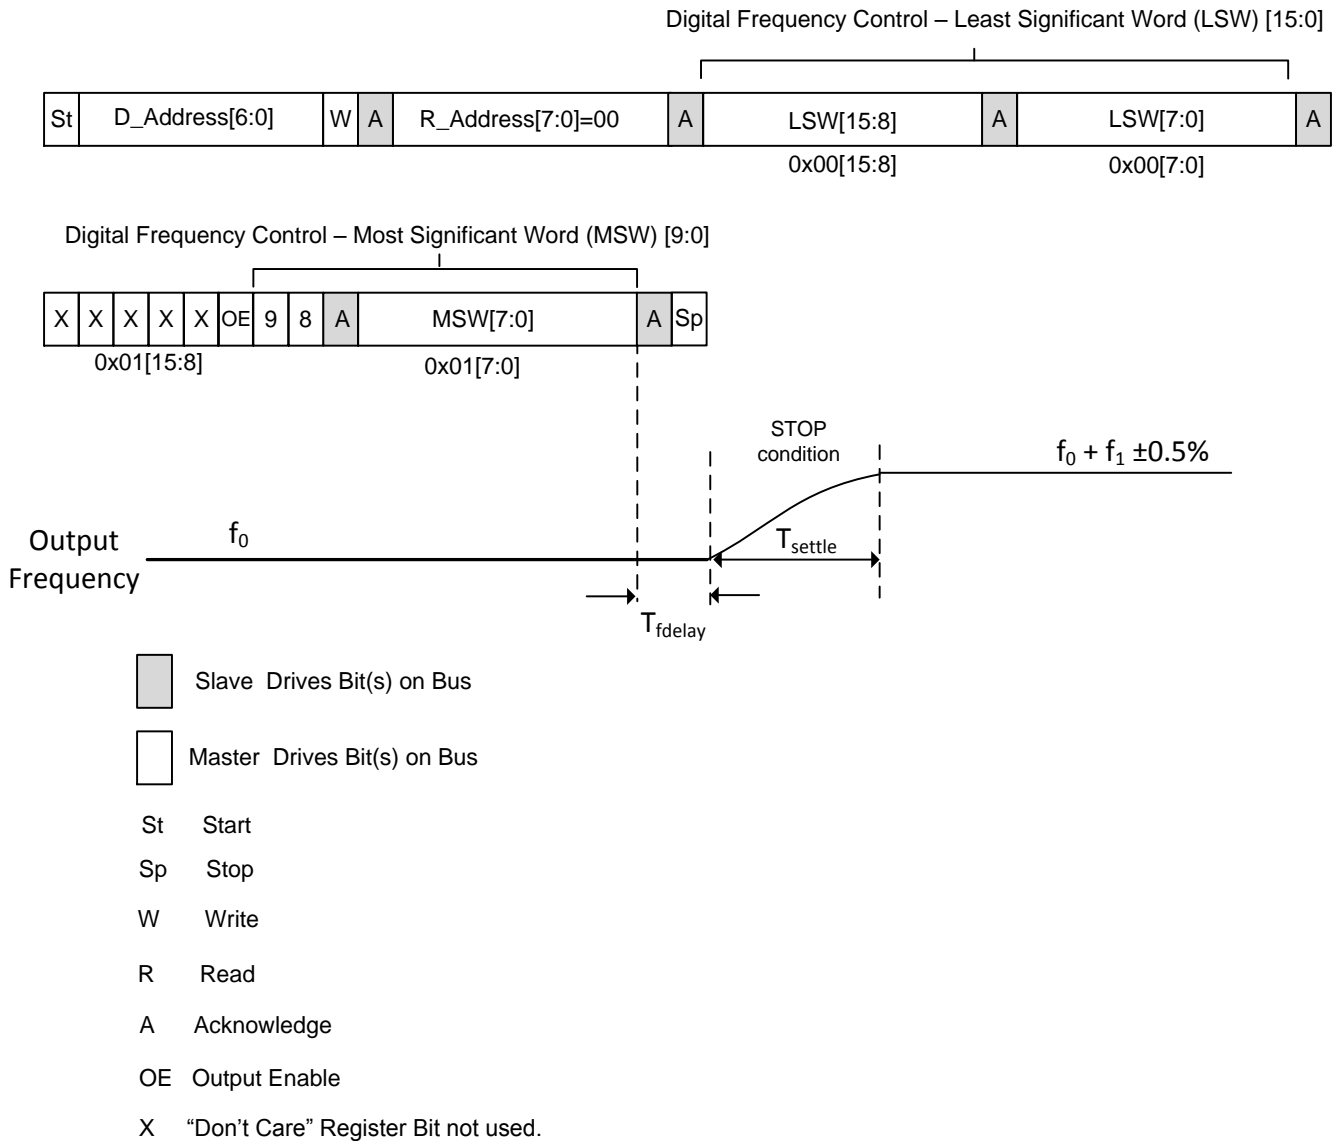 Digital Frequency Control – Least Significant Word (LSW) [15:0]
St D_Address[6:0] W A R_Address[7:0]=00 A LSW[15:8] A LSW[7:0] A
0x00[15:8] 0x00[7:0]
Digital Frequency Control – Most Significant Word (MSW) [9:0]
X X X X X OE 9 8 A MSW[7:0] A Sp
0x01[15:8] 0x01[7:0]
STOP
condition
f0 + f1 ±0.5%
f0
Output
Frequency
Tsettle
Tfdelay
Slave Drives Bit(s) on Bus
Master Drives Bit(s) on Bus
St Start
Sp Stop
W Write
R Read
A Acknowledge
OE Output Enable
X “Don’t Care” Register Bit not used.